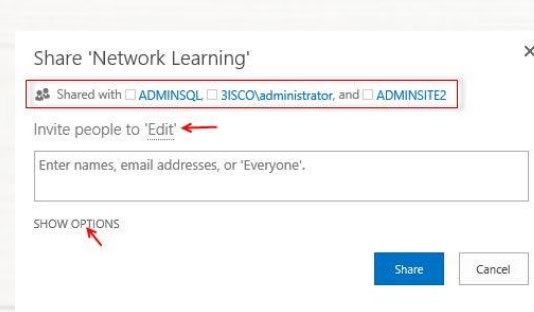 Share 'Network Learning'
Shared with ADMINSQL, 3ISCO\administrator, and ADMINSITE2
Invite people to 'Edit'
Enter names, email addresses, or 'Everyone'.
SHOW OPTIONS
Share Cancel